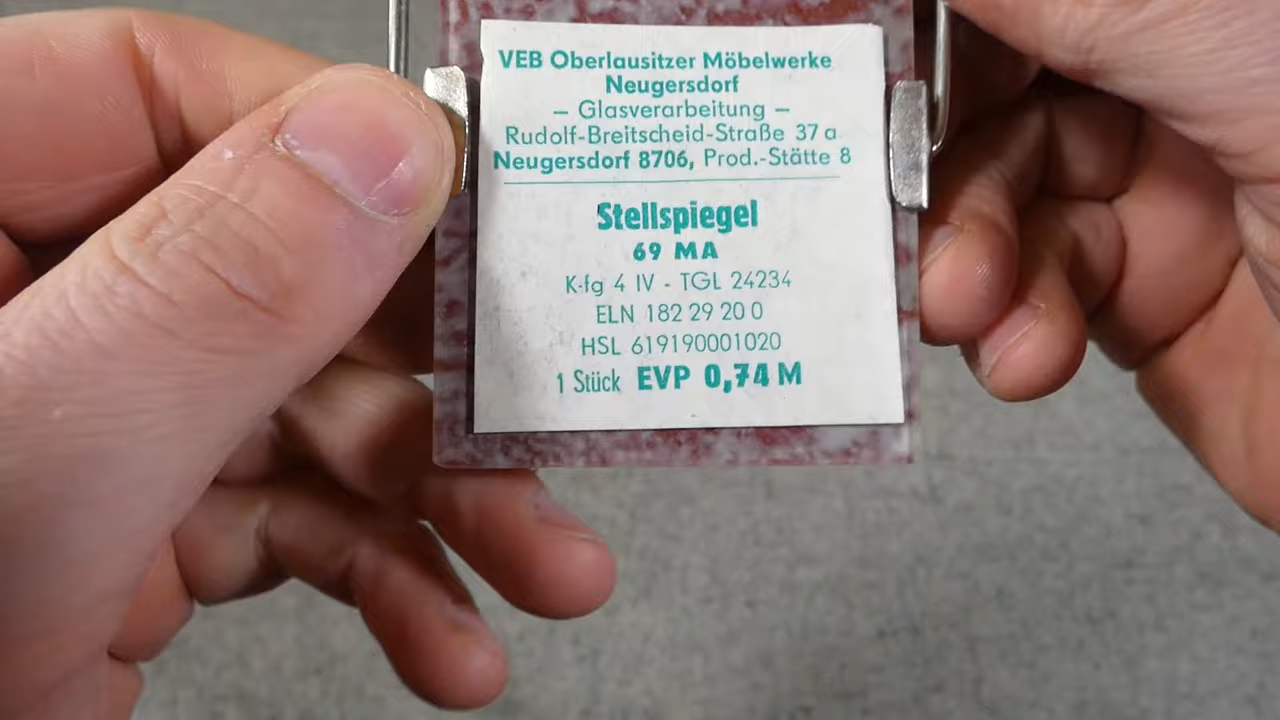 VEB Oberlausitzer Möbelwerke
Neugersdorf
— Glasverarbeitung —
Rudolf-Breitscheid-Straße 37 a
Neugersdorf 8706, Prod.-Stätte 8
Stellspiegel
69 MA
K-fg 4 IV - TGL 24234
ELN 182 29 20 0
HSL 619190001020
1 Stück EVP 0,74 M